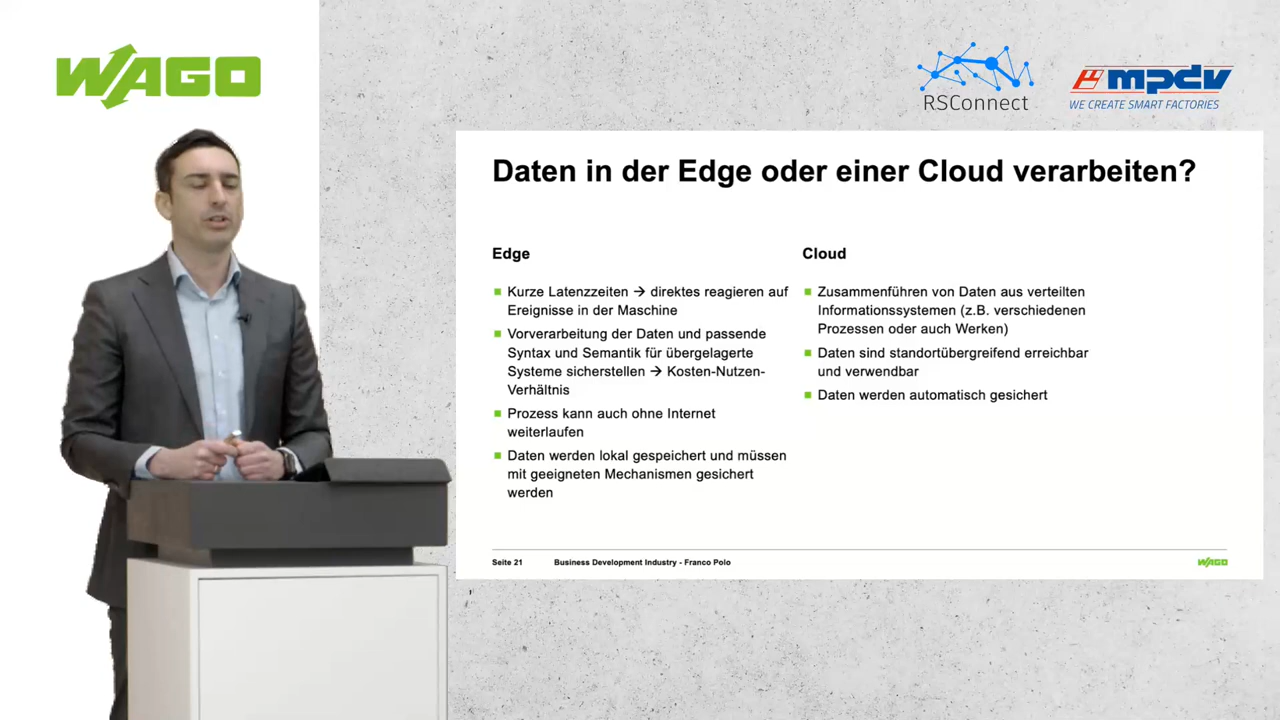 WAGO
RSConnect
mpdv
WE CREATE SMART FACTORIES
Daten in der Edge oder einer Cloud verarbeiten?
Edge
Kurze Latenzzeiten → direktes reagieren auf
Ereignisse in der Maschine
Vorverarbeitung der Daten und passende
Syntax und Semantik für übergelagerte
Systeme sicherstellen → Kosten-Nutzen-
Verhältnis
Prozess kann auch ohne Internet
weiterlaufen
Daten werden lokal gespeichert und müssen
mit geeigneten Mechanismen gesichert
werden
Cloud
Zusammenführen von Daten aus verteilten
Informationssystemen (z.B. verschiedenen
Prozessen oder auch Werken)
Daten sind standortübergreifend erreichbar
und verwendbar
Daten werden automatisch gesichert
Seite 21 Business Development Industry - Franco Polo
WAGO